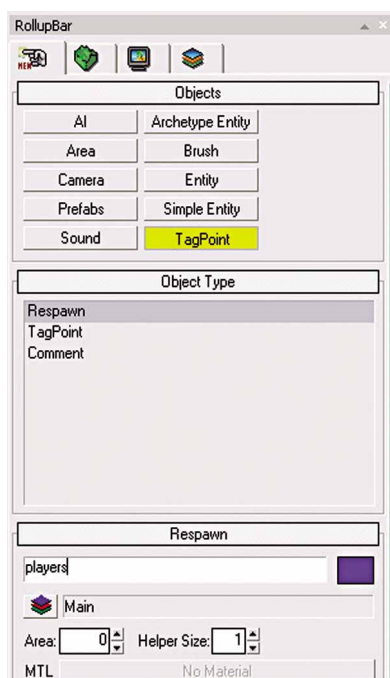 RollupBar
NEW
Objects
AI Archetype Entity
Area Brush
Camera Entity
Prefabs Simple Entity
Sound TagPoint
Object Type
Respawn
TagPoint
Comment
Respawn
players
Main
Area: 0 Helper Size: 1
MTL No Material